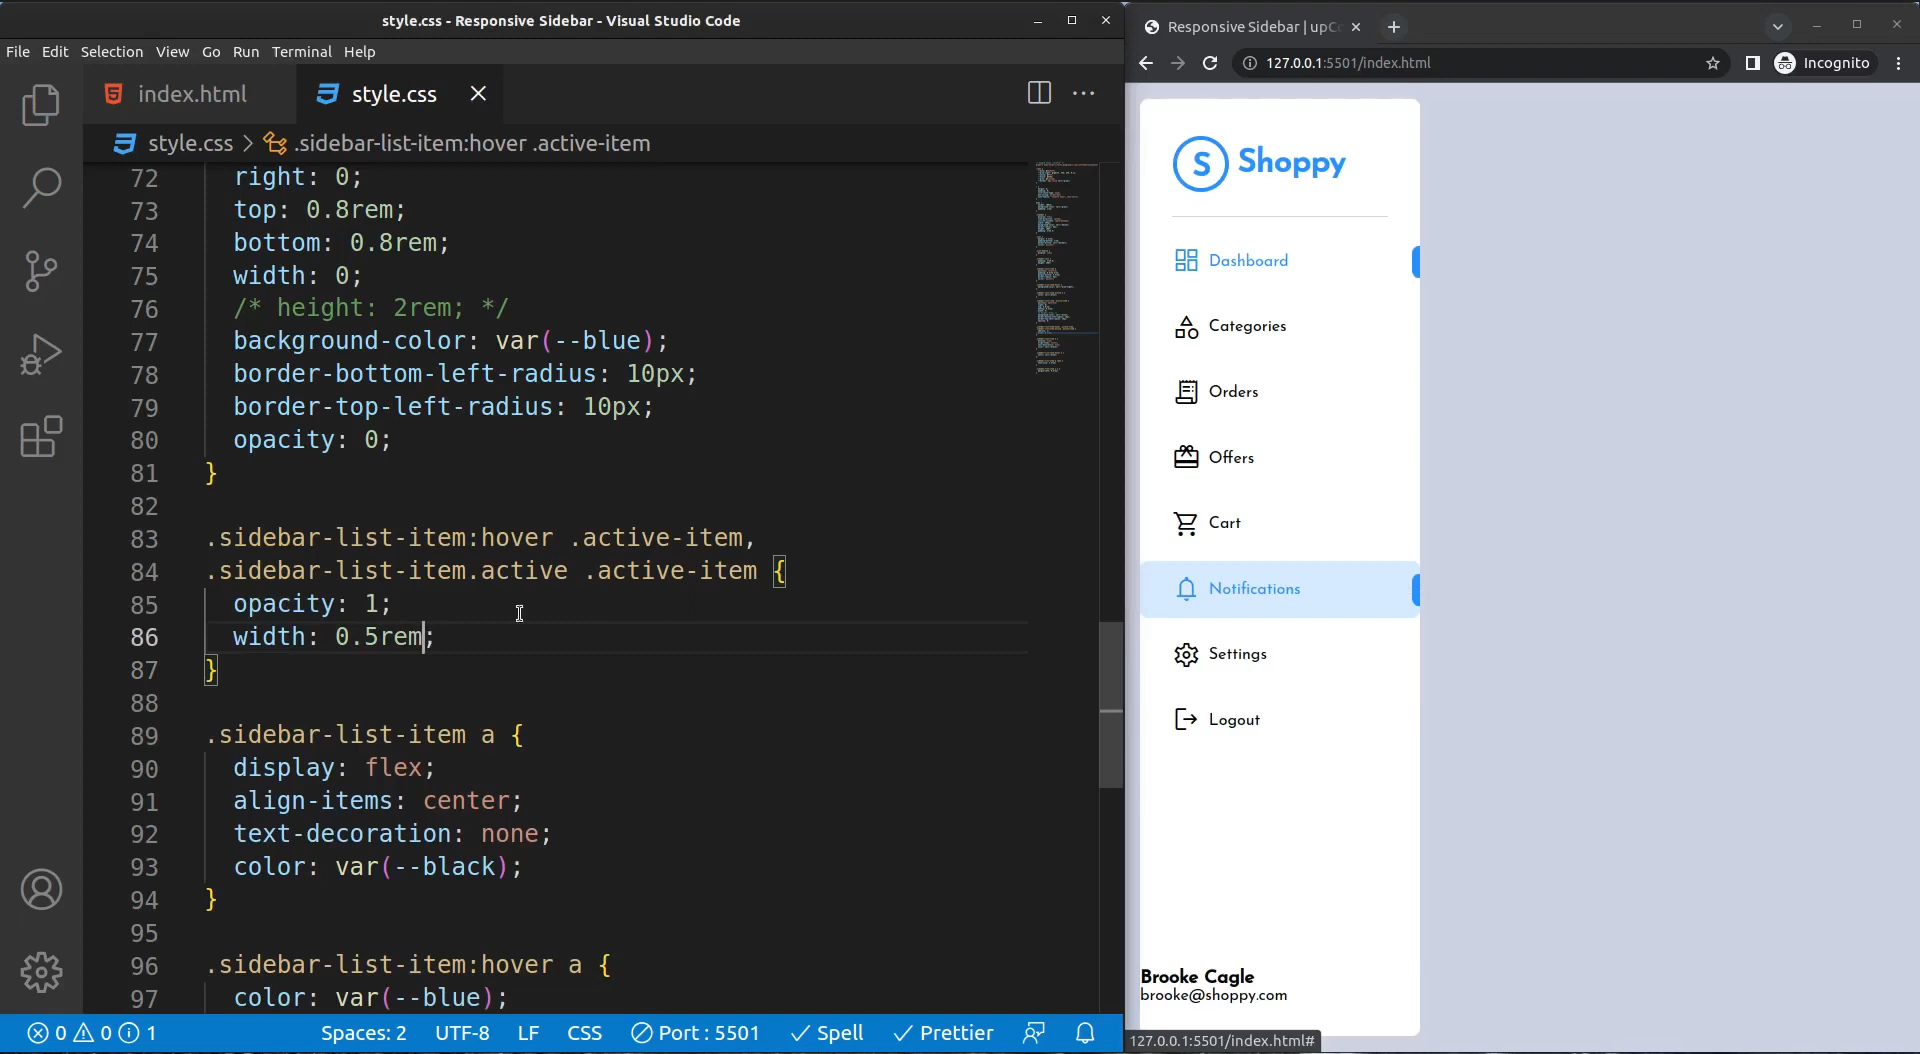 style.css - Responsive Sidebar - Visual Studio Code
File Edit Selection View Go Run Terminal Help
index.html style.css
style.css > .sidebar-list-item:hover .active-item
72 right: 0;
73 top: 0.8rem;
74 bottom: 0.8rem;
75 width: 0;
76 /* height: 2rem; */
77 background-color: var(--blue);
78 border-bottom-left-radius: 10px;
79 border-top-left-radius: 10px;
80 opacity: 0;
81 }
82
83 .sidebar-list-item:hover .active-item,
84 .sidebar-list-item.active .active-item {
85 opacity: 1;
86 width: 0.5rem;
87 }
88
89 .sidebar-list-item a {
90 display: flex;
91 align-items: center;
92 text-decoration: none;
93 color: var(--black);
94 }
95
96 .sidebar-list-item:hover a {
97 color: var(--blue);
0 0 1 Spaces: 2 UTF-8 LF CSS Port : 5501 Spell Prettier
Responsive Sidebar | upC
127.0.0.1:5501/index.html Incognito
S Shoppy
Dashboard
Categories
Orders
Offers
Cart
Notifications
Settings
Logout
Brooke Cagle
brooke@shoppy.com
127.0.0.1:5501/index.html#